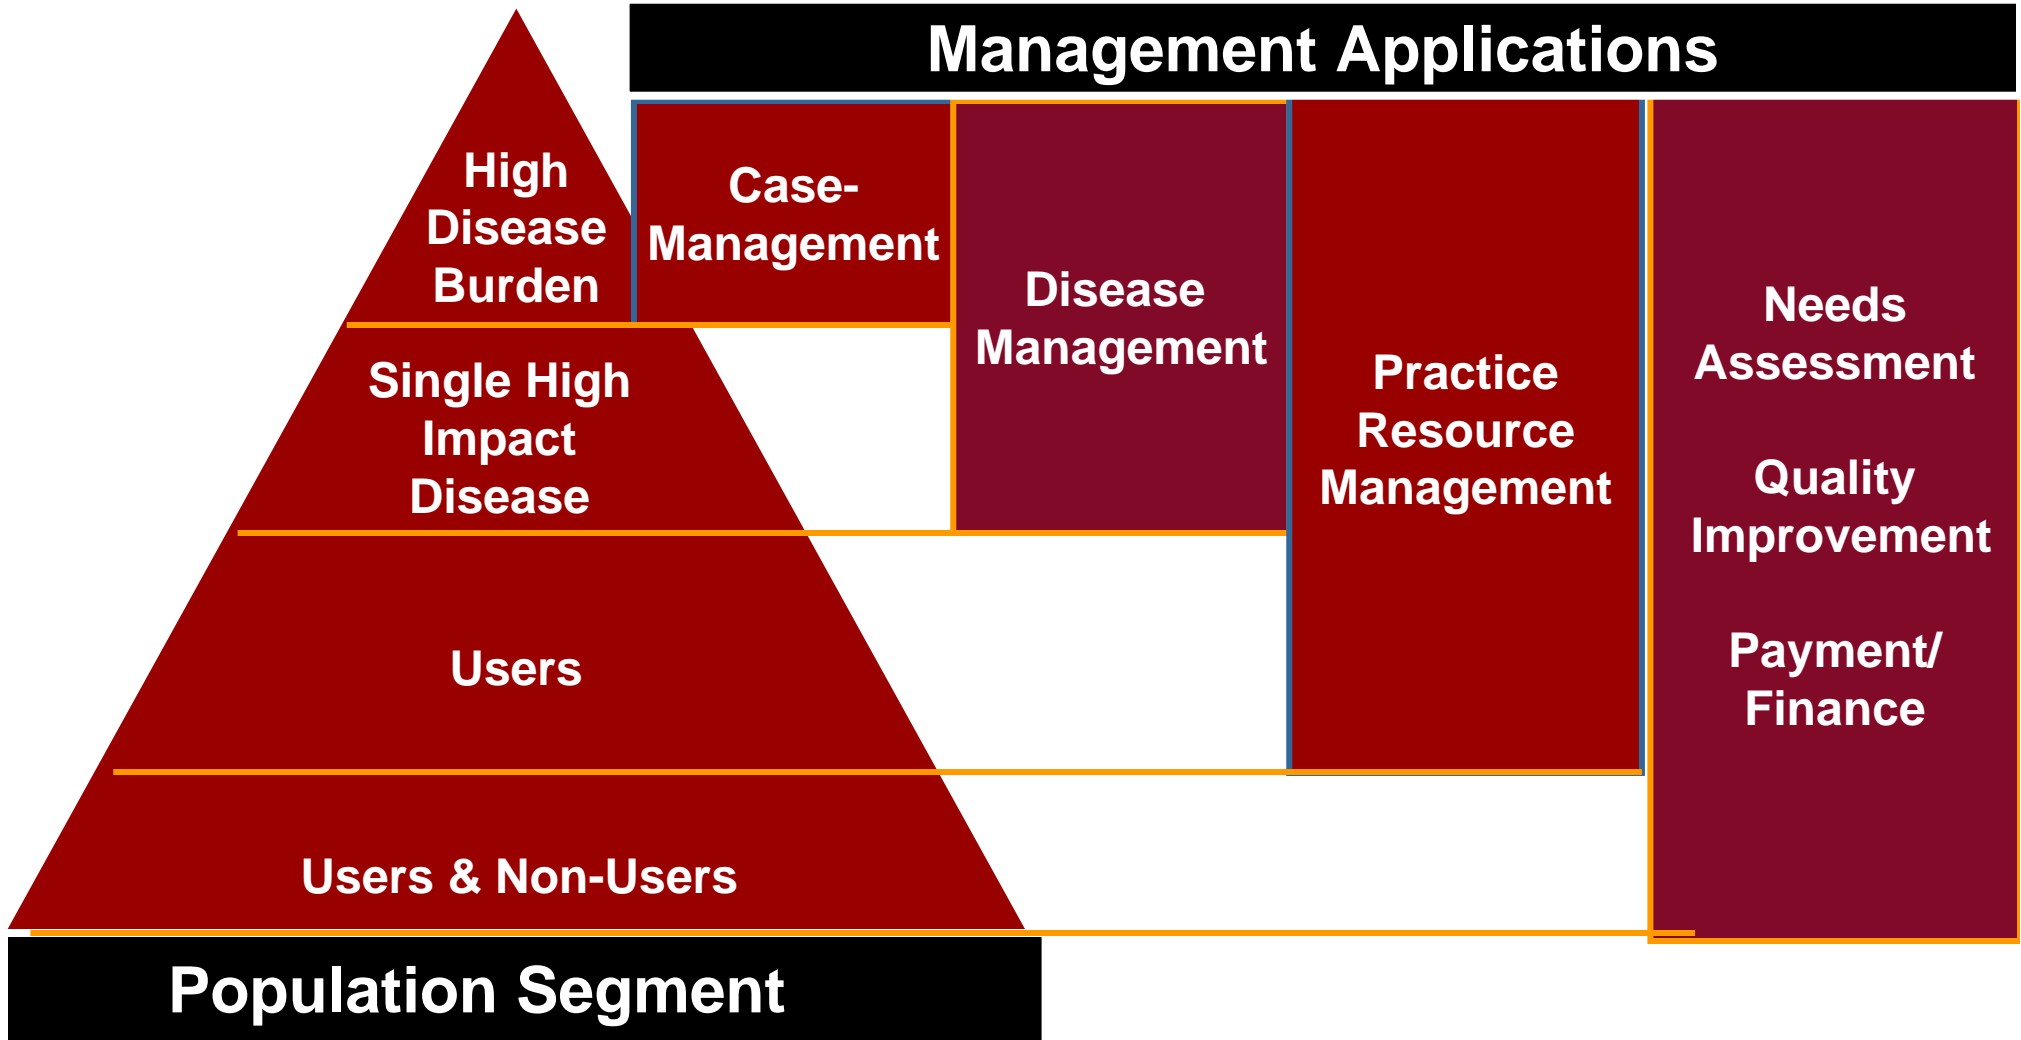 Management Applications
High
Disease
Burden
Case-
Management
Disease
Management
Practice
Resource
Management
Needs
Assessment
Quality
Improvement
Payment/
Finance
Single High
Impact
Disease
Users
Users & Non-Users
Population Segment